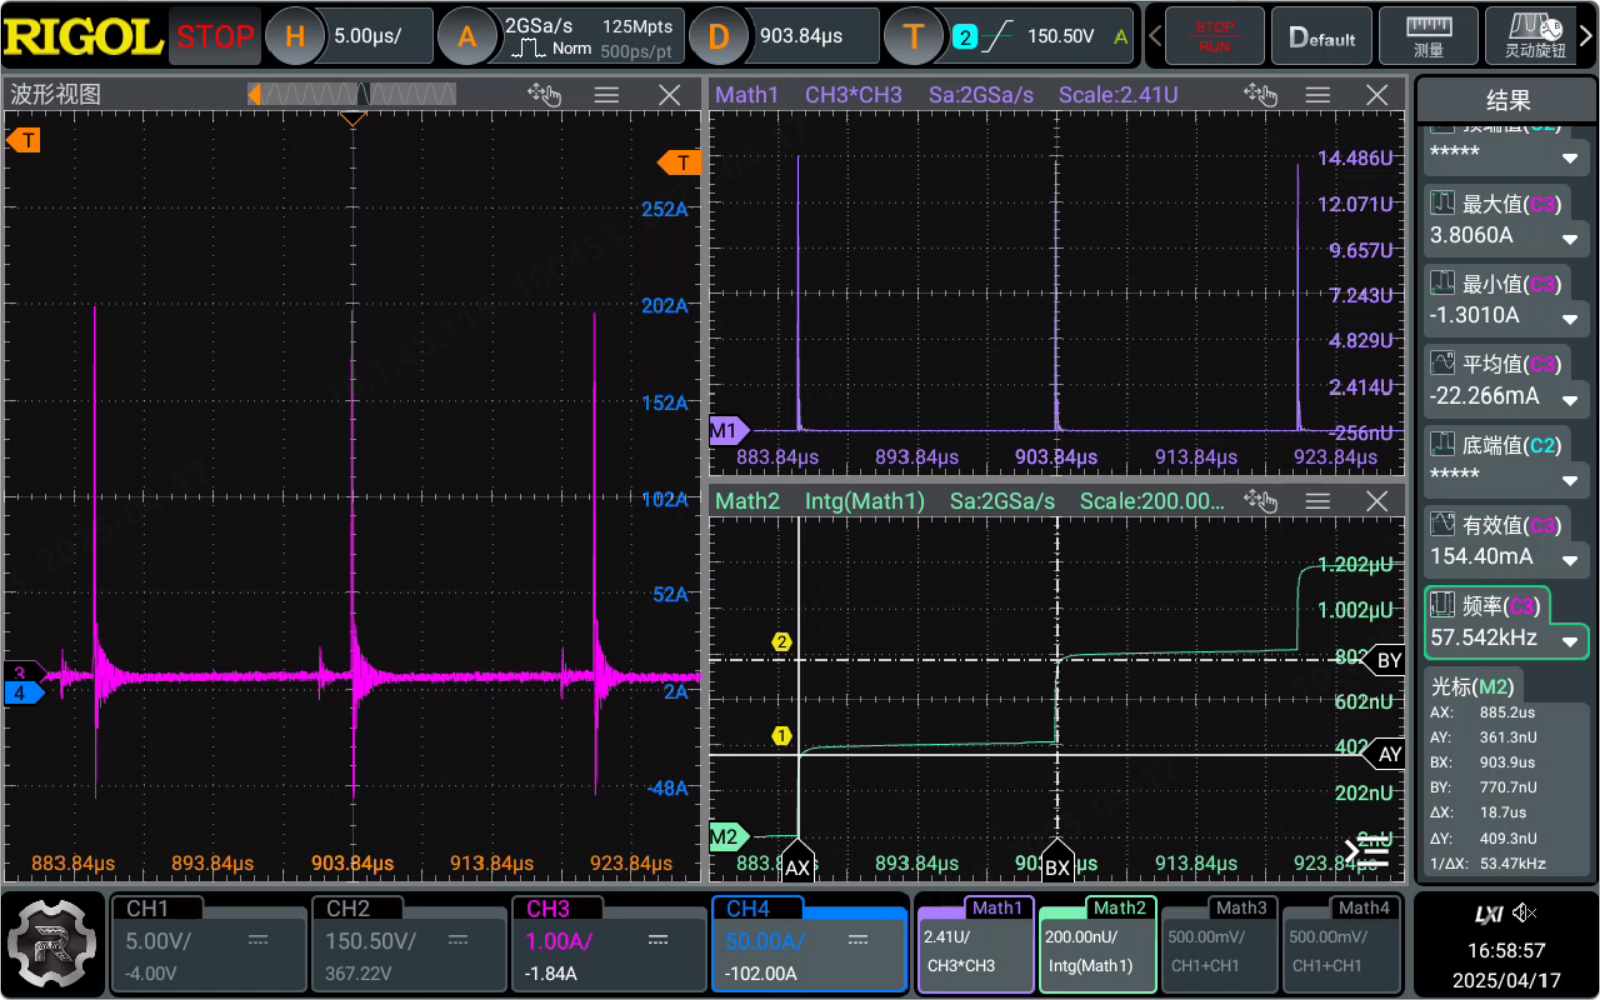 RIGOL STOP H 5.00μs/ A 2GSa/s 125Mpts Norm 500ps/pt D 903.84μs T 2 150.50V A STOP RUN Default 测量 灵动旋钮
波形视图
T
T
252A
202A
152A
102A
52A
3
4
2A
-48A
883.84μs 893.84μs 903.84μs 913.84μs 923.84μs
Math1 CH3*CH3 Sa:2GSa/s Scale:2.41U
14.486U
12.071U
9.657U
7.243U
4.829U
2.414U
M1
-256nU
883.84μs 893.84μs 903.84μs 913.84μs 923.84μs
Math2 Intg(Math1) Sa:2GSa/s Scale:200.00...
1.202μU
1.002μU
2
802
BY
602nU
1
402
AY
202nU
M2
2nU
883.8 μs 893.84μs 903 μs 913.84μs 923.84
AX BX
结果
顶端值(C2)
*****
最大值(C3)
3.8060A
最小值(C3)
-1.3010A
平均值(C3)
-22.266mA
底端值(C2)
*****
有效值(C3)
154.40mA
频率(C3)
57.542kHz
光标(M2)
AX: 885.2us
AY: 361.3nU
BX: 903.9us
BY: 770.7nU
ΔX: 18.7us
ΔY: 409.3nU
1/ΔX: 53.47kHz
CH1
5.00V/
-4.00V
CH2
150.50V/
367.22V
CH3
1.00A/
-1.84A
CH4
50.00A/
-102.00A
Math1
2.41U/
CH3*CH3
Math2
200.00nU/
Intg(Math1)
Math3
500.00mV/
CH1+CH1
Math4
500.00mV/
CH1+CH1
LXI
16:58:57
2025/04/17